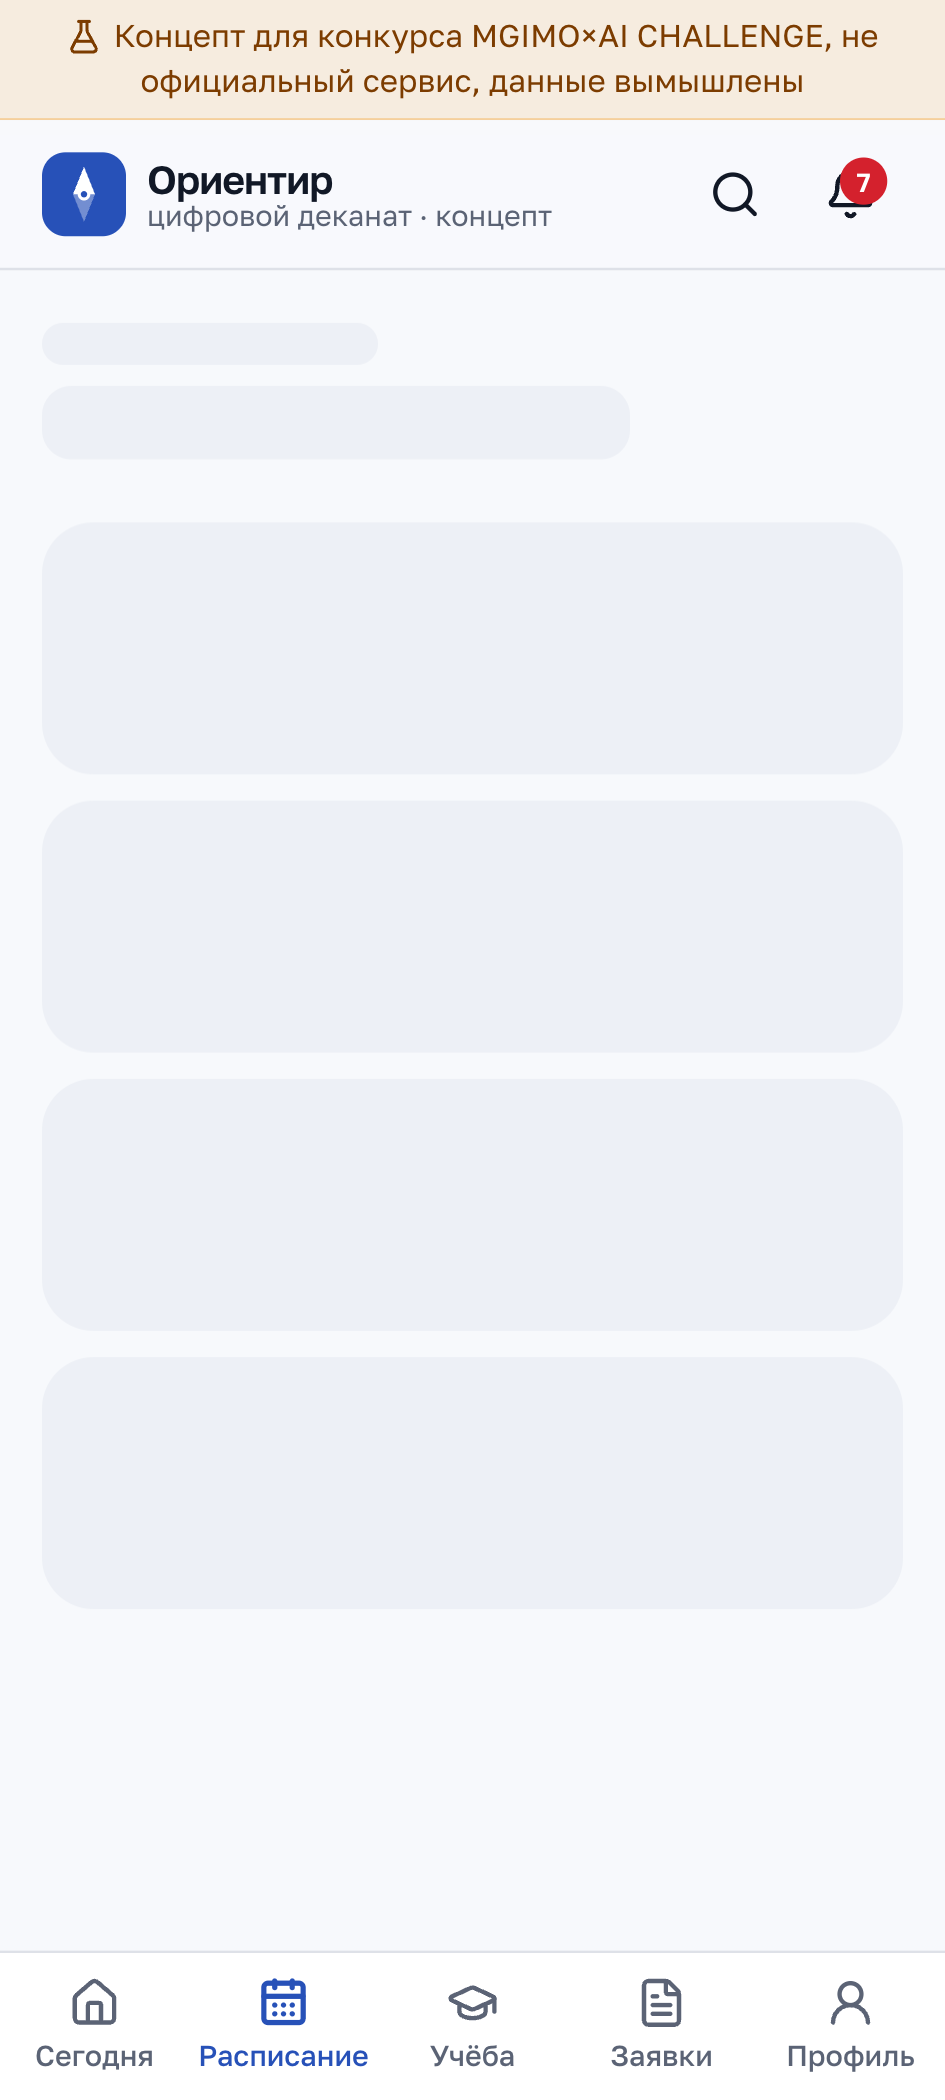 Концепт для конкурса MGIMO×AI CHALLENGE, не
официальный сервис, данные вымышлены
Ориентир
цифровой деканат · концепт
7
Сегодня
Расписание
Учёба
Заявки
Профиль